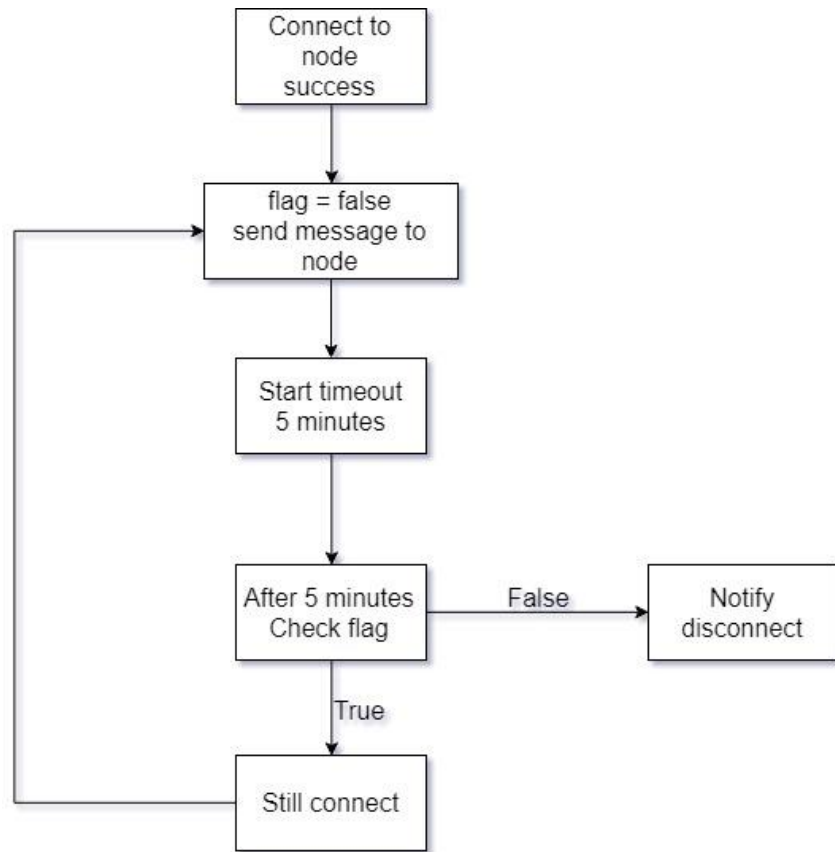 Connect to
node
success
flag = false
send message to
node
Start timeout
5 minutes
After 5 minutes
Check flag
False
Notify
disconnect
True
Still connect